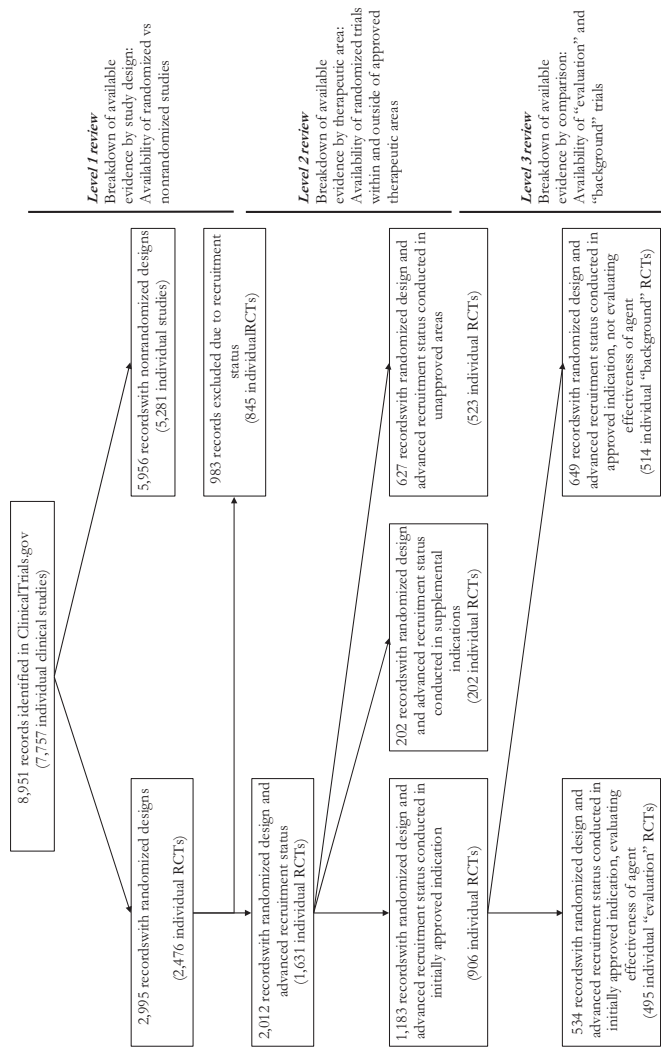 8,951 records identified in ClinicalTrials.gov
(7,757 individual clinical studies)
2,995 recordswith randomized designs
(2,476 individual RCTs)
5,956 recordswith nonrandomized designs
(5,281 individual studies)
Level 1 review
Breakdown of available
evidence by study design:
Availability of randomized vs
nonrandomized studies
983 records excluded due to recruitment
status
(845 individualRCTs)
2,012 recordswith randomized design and
advanced recruitment status
(1,631 individual RCTs)
Level 2 review
Breakdown of available
evidence by therapeutic area:
Availability of randomized trials
within and outside of approved
therapeutic areas
1,183 recordswith randomized design and
advanced recruitment status conducted in
initially approved indication
(906 individual RCTs)
202 recordswith randomized design
and advanced recruitment status
conducted in supplemental
indications
(202 individual RCTs)
627 recordswith randomized design and
advanced recruitment status conducted in
unapproved areas
(523 individual RCTs)
Level 3 review
Breakdown of available
evidence by comparison:
Availability of “evaluation” and
“background” trials
534 recordswith randomized design and
advanced recruitment status conducted in
initially approved indication, evaluating
effectiveness of agent
(495 individual “evaluation” RCTs)
649 recordswith randomized design and
advanced recruitment status conducted in
approved indication, not evaluating
effectiveness of agent
(514 individual “background” RCTs)